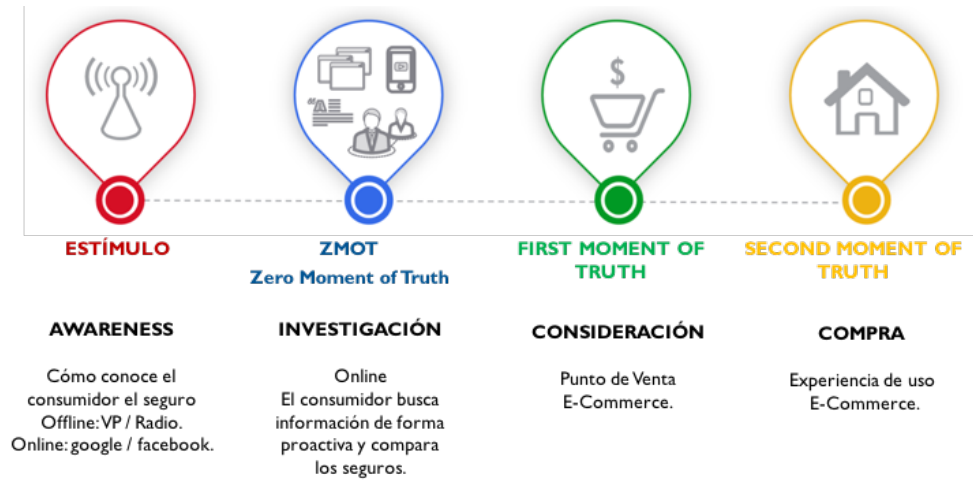 ESTÍMULO
AWARENESS
Cómo conoce el
consumidor el seguro
Offline: VP / Radio.
Online: google / facebook.
“A
ZMOT
Zero Moment of Truth
INVESTIGACIÓN
Online
El consumidor busca
información de forma
proactiva y compara
los seguros.
$
FIRST MOMENT OF
TRUTH
CONSIDERACIÓN
Punto de Venta
E-Commerce.
SECOND MOMENT OF
TRUTH
COMPRA
Experiencia de uso
E-Commerce.